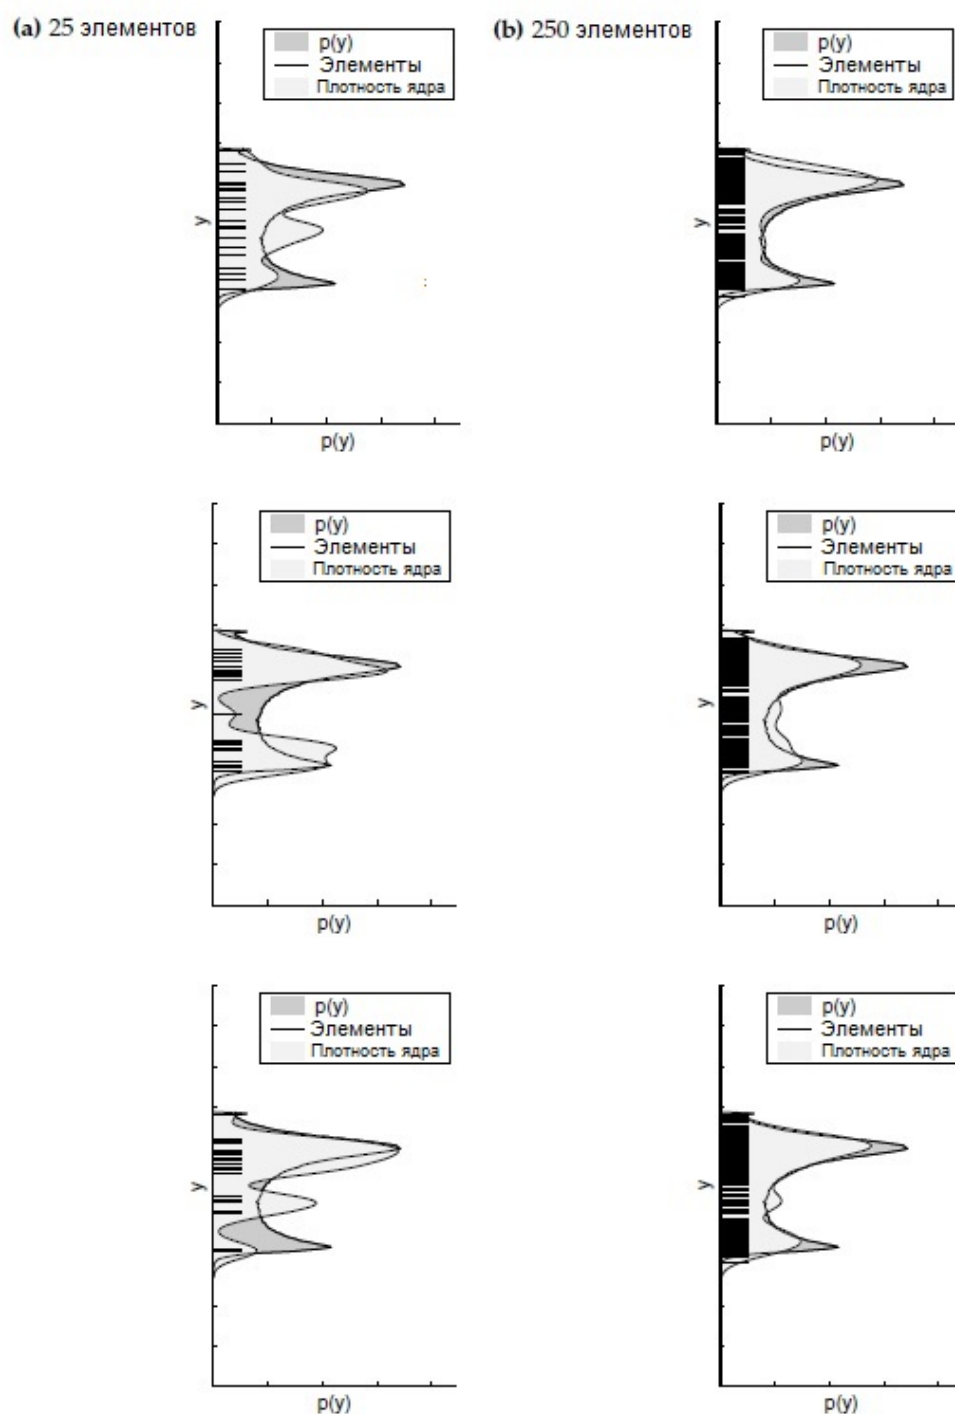 (a) 25 элементов
p(y)
Элементы
Плотность ядра
y
p(y)
(b) 250 элементов
p(y)
Элементы
Плотность ядра
y
p(y)
p(y)
Элементы
Плотность ядра
y
p(y)
p(y)
Элементы
Плотность ядра
y
p(y)
p(y)
Элементы
Плотность ядра
y
p(y)
p(y)
Элементы
Плотность ядра
y
p(y)